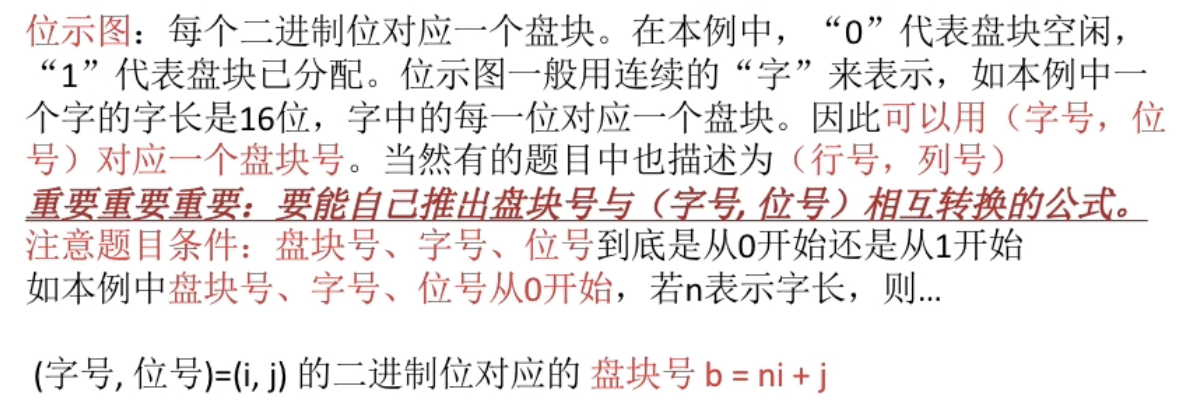 位示图：每个二进制位对应一个盘块。在本例中，“0”代表盘块空闲，
“1”代表盘块已分配。位示图一般用连续的“字”来表示，如本例中一
个字的字长是16位，字中的每一位对应一个盘块。因此可以用（字号，位
号）对应一个盘块号。当然有的题目中也描述为（行号，列号）
重要重要重要：要能自己推出盘块号与（字号, 位号）相互转换的公式。
注意题目条件：盘块号、字号、位号到底是从0开始还是从1开始
如本例中盘块号、字号、位号从0开始，若n表示字长，则...
(字号, 位号)=(i, j) 的二进制位对应的 盘块号 b = ni + j